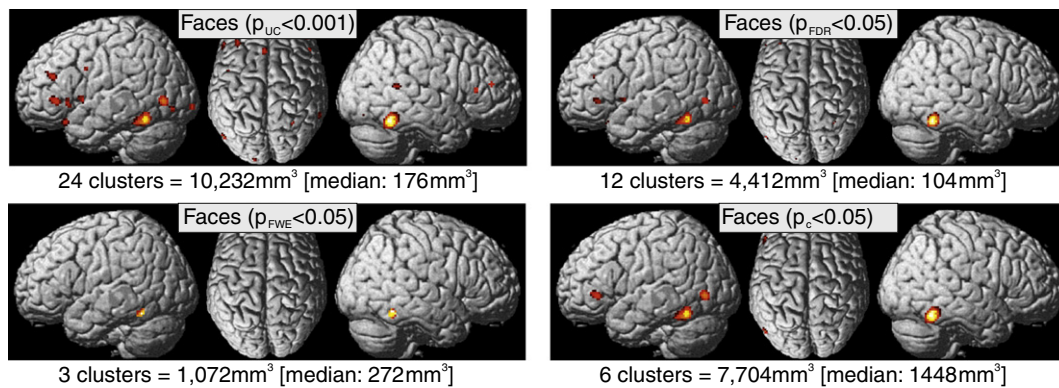 Faces (pUC<0.001)
24 clusters = 10,232mm³ [median: 176mm³]
Faces (pFDR<0.05)
12 clusters = 4,412mm³ [median: 104mm³]
Faces (pFWE<0.05)
3 clusters = 1,072mm³ [median: 272mm³]
Faces (pc<0.05)
6 clusters = 7,704mm³ [median: 1448mm³]